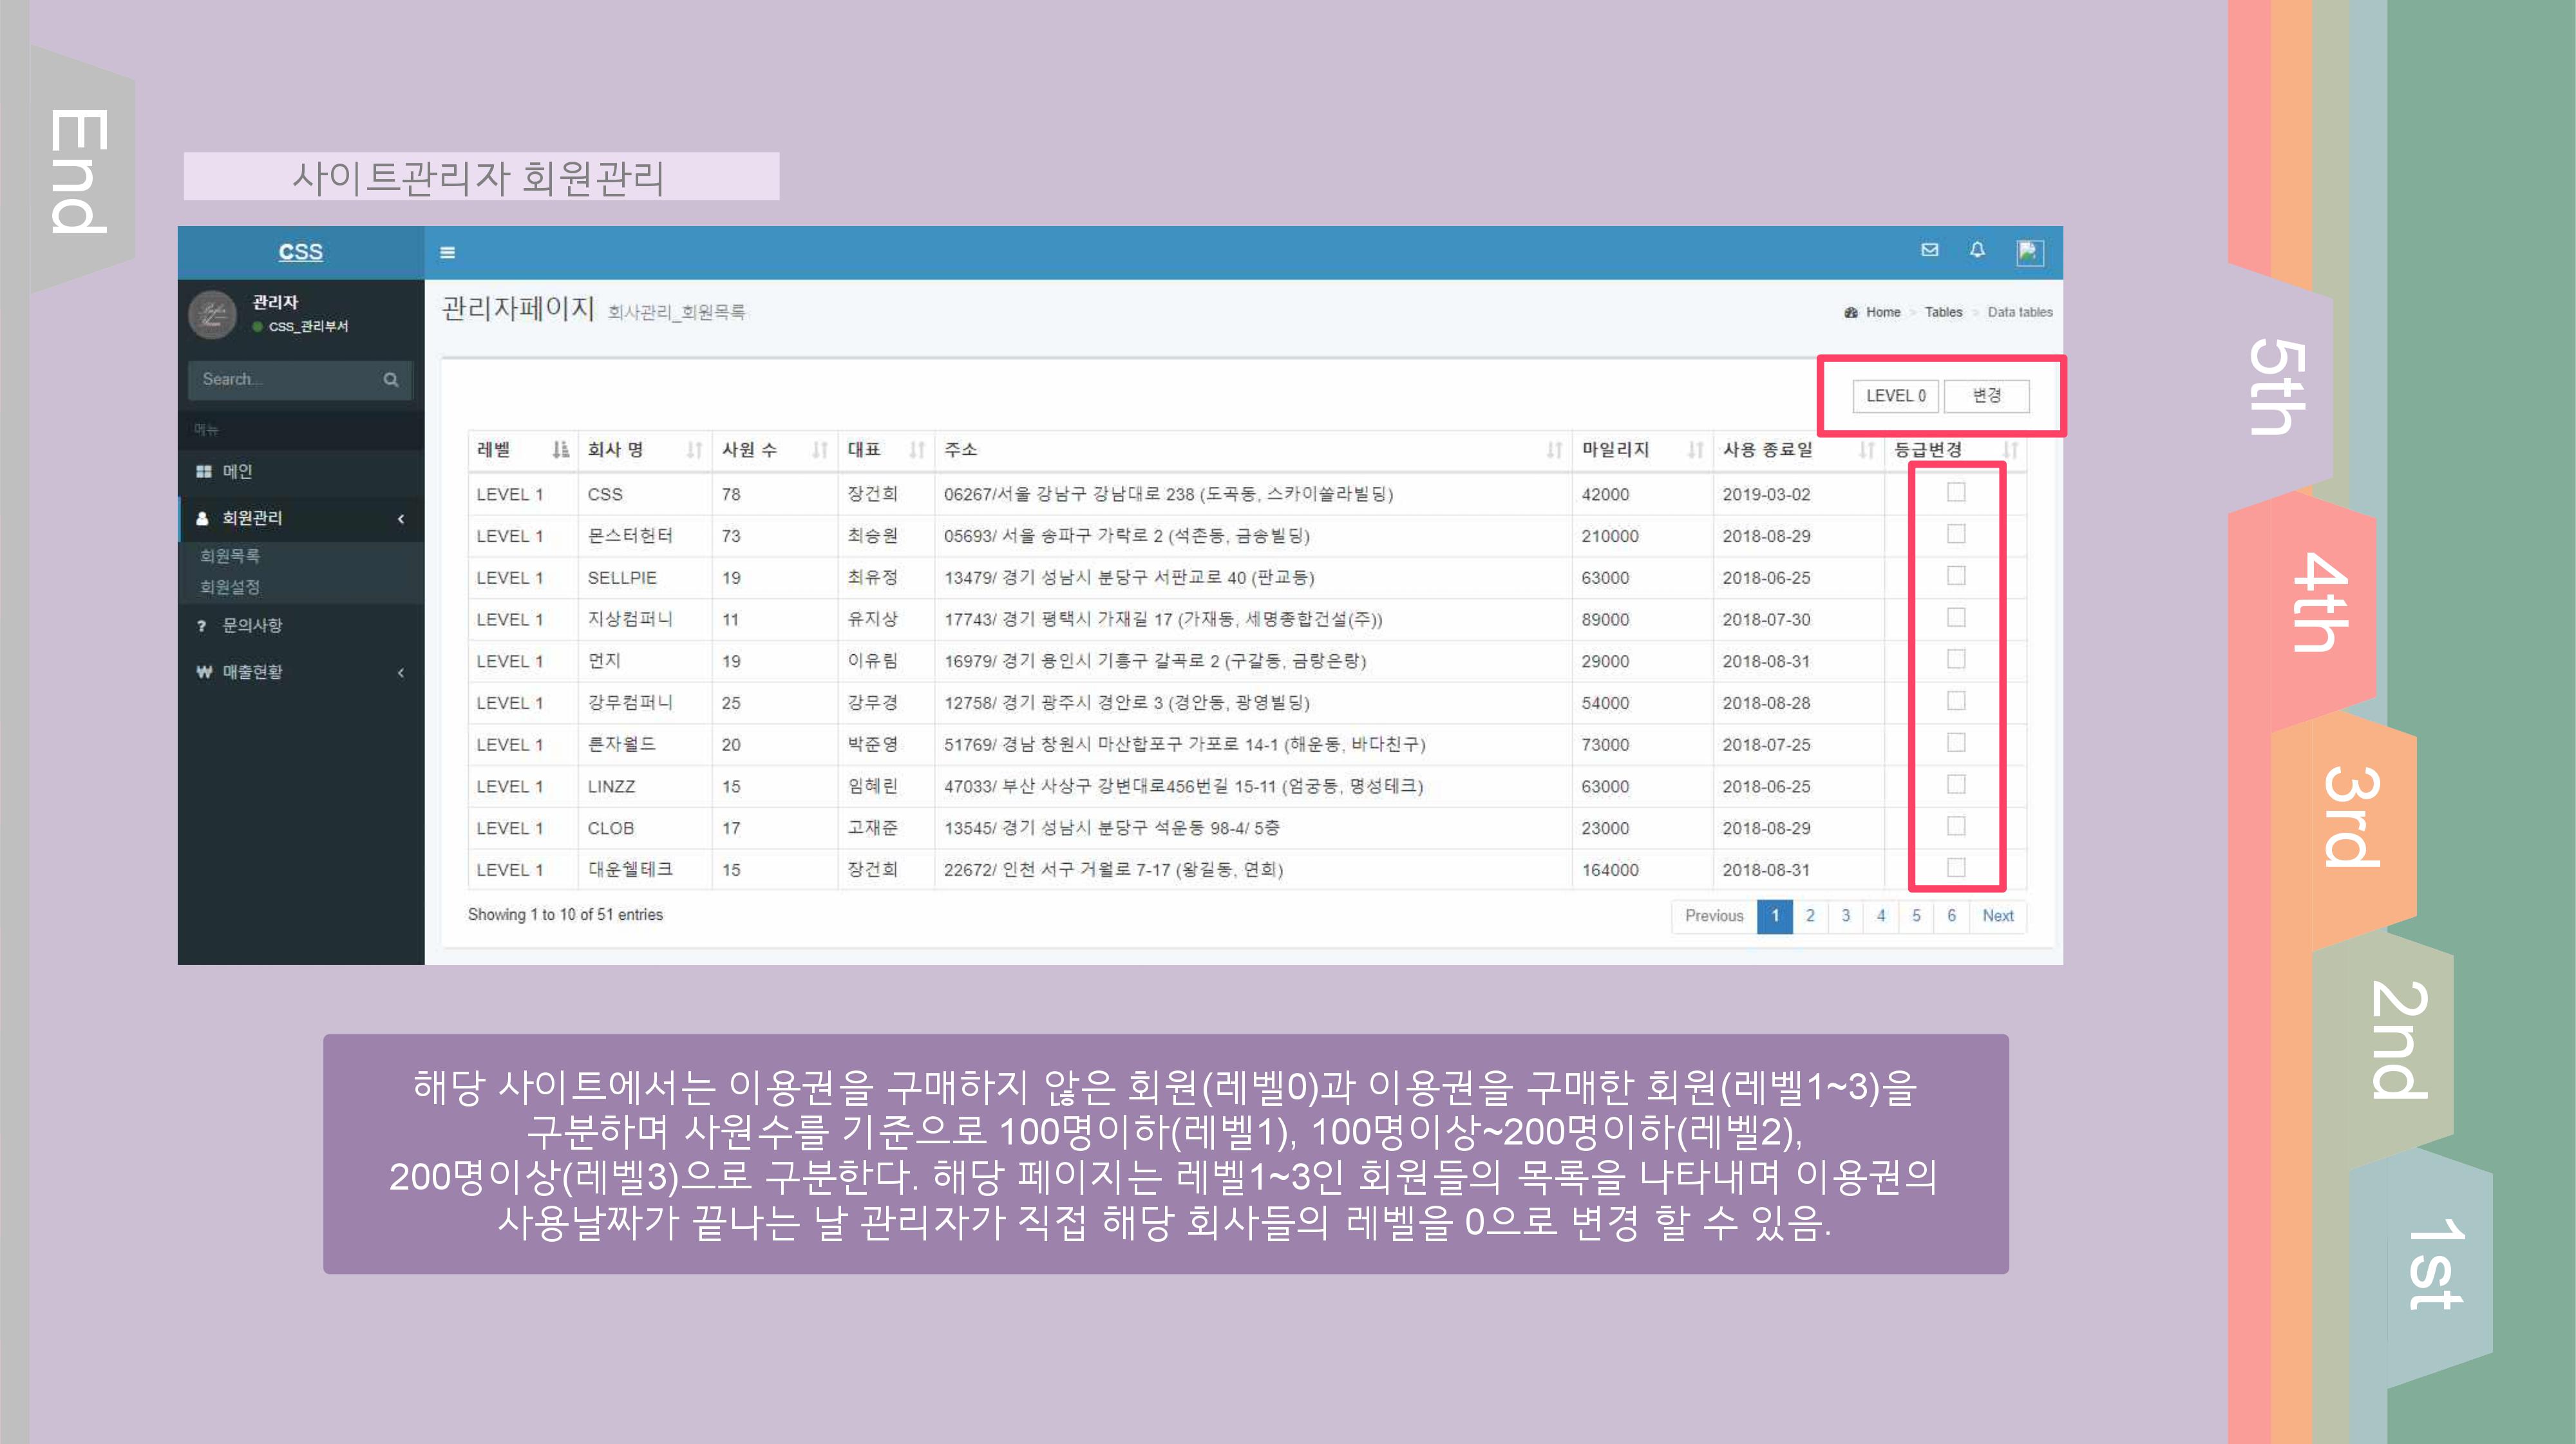 End
사이트관리자 회원관리
CSS
관리자
CSS_관리부서
Search...
메뉴
메인
회원관리
회원목록
회원설정
? 문의사항
₩ 매출현황
관리자페이지 회사관리_회원목록
Home > Tables > Data tables
LEVEL 0 변경
레벨 회사 명 사원 수 대표 주소 마일리지 사용 종료일 등급변경
LEVEL 1 CSS 78 장건희 06267/서울 강남구 강남대로 238 (도곡동, 스카이쏠라빌딩) 42000 2019-03-02
LEVEL 1 몬스터헌터 73 최승원 05693/ 서울 송파구 가락로 2 (석촌동, 금송빌딩) 210000 2018-08-29
LEVEL 1 SELLPIE 19 최유정 13479/ 경기 성남시 분당구 서판교로 40 (판교동) 63000 2018-06-25
LEVEL 1 지상컴퍼니 11 유지상 17743/ 경기 평택시 가재길 17 (가재동, 세명종합건설(주)) 89000 2018-07-30
LEVEL 1 먼지 19 이유림 16979/ 경기 용인시 기흥구 갈곡로 2 (구갈동, 금랑은랑) 29000 2018-08-31
LEVEL 1 강무컴퍼니 25 강무경 12758/ 경기 광주시 경안로 3 (경안동, 광영빌딩) 54000 2018-08-28
LEVEL 1 론자월드 20 박준영 51769/ 경남 창원시 마산합포구 가포로 14-1 (해운동, 바다친구) 73000 2018-07-25
LEVEL 1 LINZZ 15 임혜린 47033/ 부산 사상구 강변대로456번길 15-11 (엄궁동, 명성테크) 63000 2018-06-25
LEVEL 1 CLOB 17 고재준 13545/ 경기 성남시 분당구 석운동 98-4/ 5층 23000 2018-08-29
LEVEL 1 대운웰테크 15 장건희 22672/ 인천 서구 거월로 7-17 (왕길동, 연희) 164000 2018-08-31
Showing 1 to 10 of 51 entries
Previous 1 2 3 4 5 6 Next
해당 사이트에서는 이용권을 구매하지 않은 회원(레벨0)과 이용권을 구매한 회원(레벨1~3)을
구분하며 사원수를 기준으로 100명이하(레벨1), 100명이상~200명이하(레벨2),
200명이상(레벨3)으로 구분한다. 해당 페이지는 레벨1~3인 회원들의 목록을 나타내며 이용권의
사용날짜가 끝나는 날 관리자가 직접 해당 회사들의 레벨을 0으로 변경 할 수 있음.
5th
4th
3rd
2nd
1st